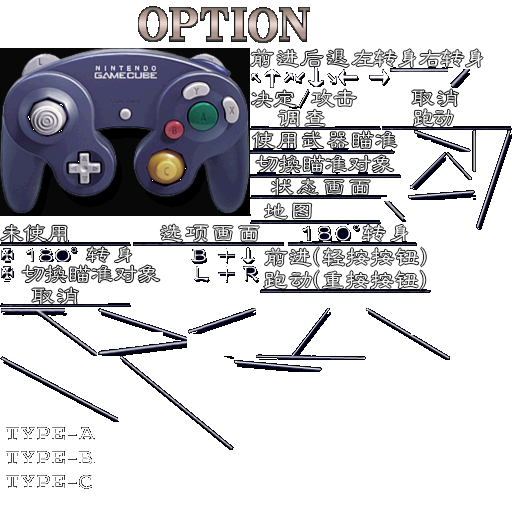 OPTION
NINTENDO
GAMECUBE
L
Y
X
A
B
C
前进后退左转身右转身
↖↑↗↙↓↘← →
决定/攻击 取消
调查 跑动
使用武器瞄准
切换瞄准对象
状态画面
地图
未使用 选项画面 180°转身
✠ 180°转身 B + ↓ 前进(轻按按钮)
✠ 切换瞄准对象 L + R 跑动(重按按钮)
取消
TYPE-A
TYPE-B
TYPE-C